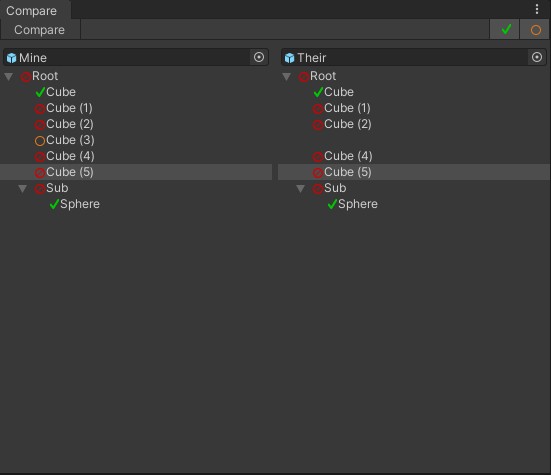 Compare
Compare
Mine
Root
Cube
Cube (1)
Cube (2)
Cube (3)
Cube (4)
Cube (5)
Sub
Sphere
Their
Root
Cube
Cube (1)
Cube (2)
Cube (4)
Cube (5)
Sub
Sphere